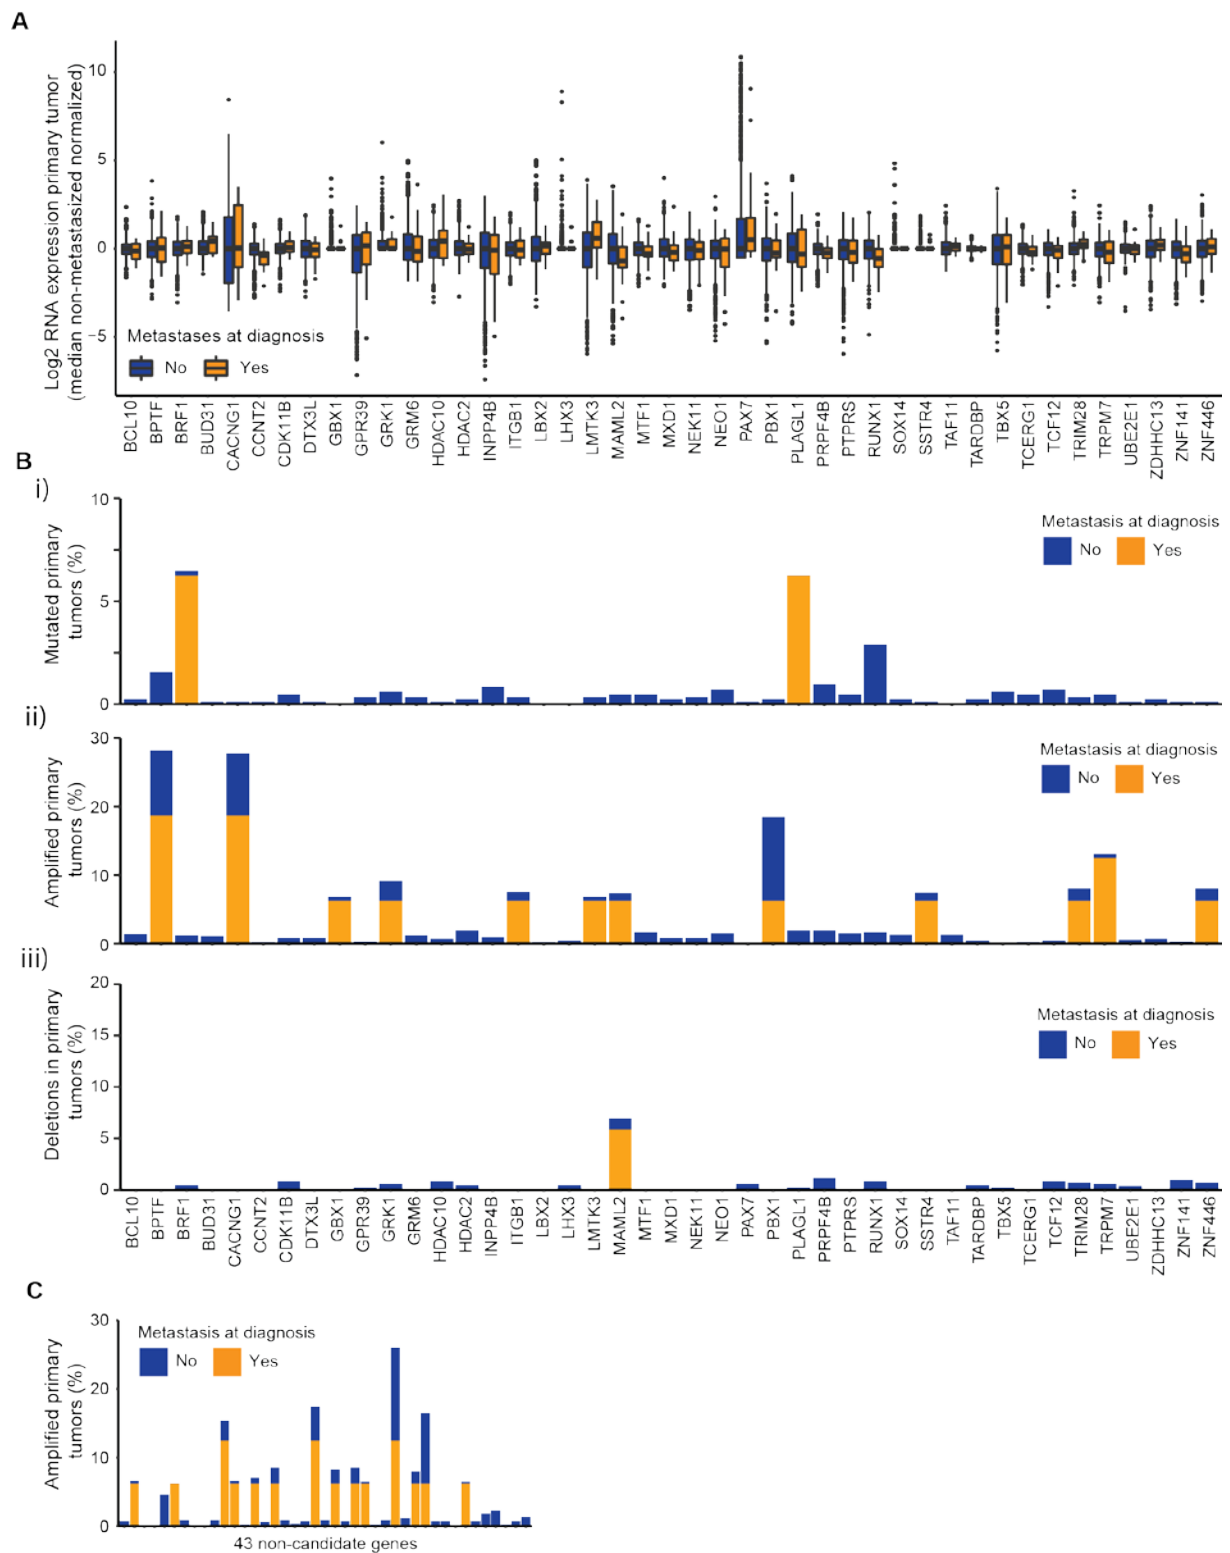 A
Log2 RNA expression primary tumor
(median non-metastasized normalized)
10
5
0
−5
Metastases at diagnosis
No
Yes
BCL10
BPTF
BRF1
BUD31
CACNG1
CCNT2
CDK11B
DTX3L
GBX1
GPR39
GRK1
GRM6
HDAC10
HDAC2
INPP4B
ITGB1
LBX2
LHX3
LMTK3
MAML2
MTF1
MXD1
NEK11
NEO1
PAX7
PBX1
PLAGL1
PRPF4B
PTPRS
RUNX1
SOX14
SSTR4
TAF11
TARDBP
TBX5
TCERG1
TCF12
TRIM28
TRPM7
UBE2E1
ZDHHC13
ZNF141
ZNF446
B
i)
Mutated primary
tumors (%)
10
5
0
Metastasis at diagnosis
No
Yes
ii)
Amplified primary
tumors (%)
30
20
10
0
Metastasis at diagnosis
No
Yes
iii)
Deletions in primary
tumors (%)
20
15
10
5
0
Metastasis at diagnosis
No
Yes
BCL10
BPTF
BRF1
BUD31
CACNG1
CCNT2
CDK11B
DTX3L
GBX1
GPR39
GRK1
GRM6
HDAC10
HDAC2
INPP4B
ITGB1
LBX2
LHX3
LMTK3
MAML2
MTF1
MXD1
NEK11
NEO1
PAX7
PBX1
PLAGL1
PRPF4B
PTPRS
RUNX1
SOX14
SSTR4
TAF11
TARDBP
TBX5
TCERG1
TCF12
TRIM28
TRPM7
UBE2E1
ZDHHC13
ZNF141
ZNF446
C
Amplified primary
tumors (%)
30
20
10
0
Metastasis at diagnosis
No
Yes
43 non-candidate genes